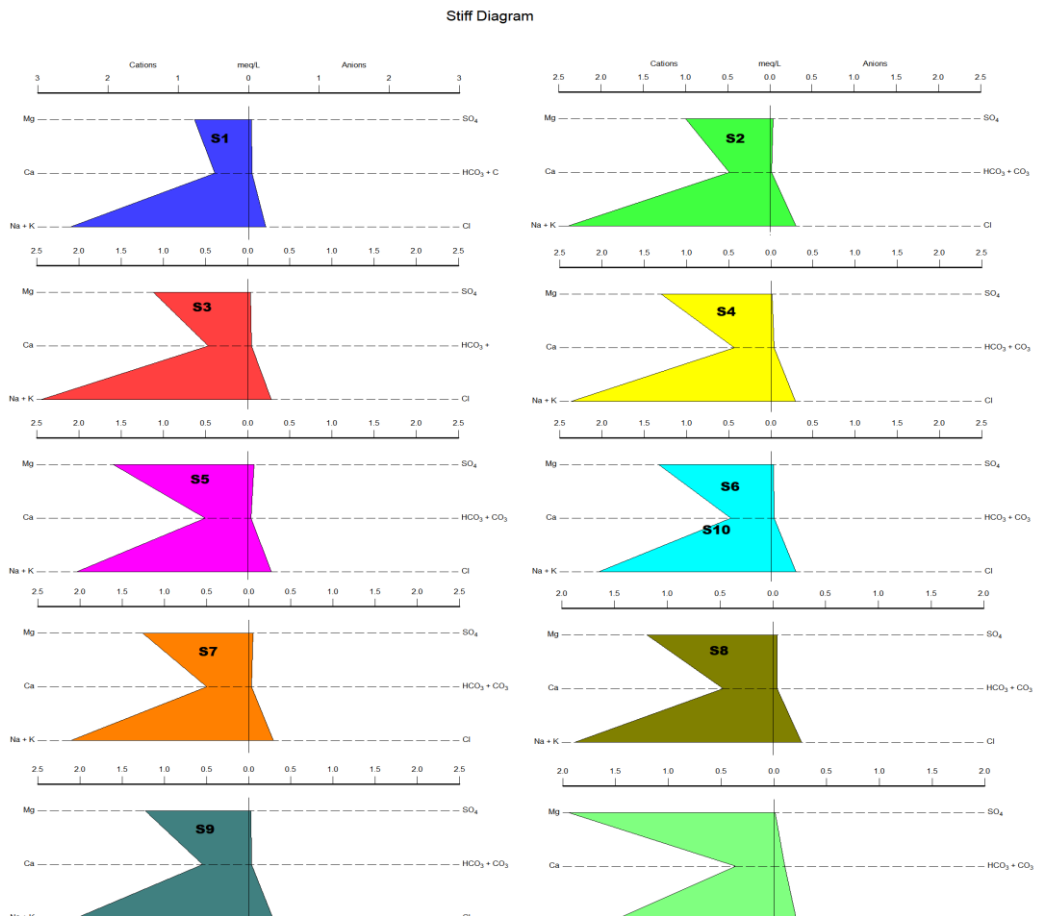 Stiff Diagram
Cations meq/L Anions
3 2 1 0 1 2 3
Mg SO4
S1
Ca HCO3 + C
Na + K Cl
Cations meq/L Anions
2.5 2.0 1.5 1.0 0.5 0.0 0.5 1.0 1.5 2.0 2.5
Mg SO4
S2
Ca HCO3 + CO3
Na + K Cl
2.5 2.0 1.5 1.0 0.5 0.0 0.5 1.0 1.5 2.0 2.5
Mg SO4
S3
Ca HCO3 +
Na + K Cl
2.5 2.0 1.5 1.0 0.5 0.0 0.5 1.0 1.5 2.0 2.5
Mg SO4
S4
Ca HCO3 + CO3
Na + K Cl
2.5 2.0 1.5 1.0 0.5 0.0 0.5 1.0 1.5 2.0 2.5
Mg SO4
S5
Ca HCO3 + CO3
Na + K Cl
2.5 2.0 1.5 1.0 0.5 0.0 0.5 1.0 1.5 2.0 2.5
Mg SO4
S6
Ca HCO3 + CO3
S10
Na + K Cl
2.5 2.0 1.5 1.0 0.5 0.0 0.5 1.0 1.5 2.0 2.5
Mg SO4
S7
Ca HCO3 + CO3
Na + K Cl
2.0 1.5 1.0 0.5 0.0 0.5 1.0 1.5 2.0
Mg SO4
S8
Ca HCO3 + CO3
Na + K Cl
2.5 2.0 1.5 1.0 0.5 0.0 0.5 1.0 1.5 2.0 2.5
Mg SO4
S9
Ca HCO3 + CO3
Na + K Cl
2.0 1.5 1.0 0.5 0.0 0.5 1.0 1.5 2.0
Mg SO4
Ca HCO3 + CO3